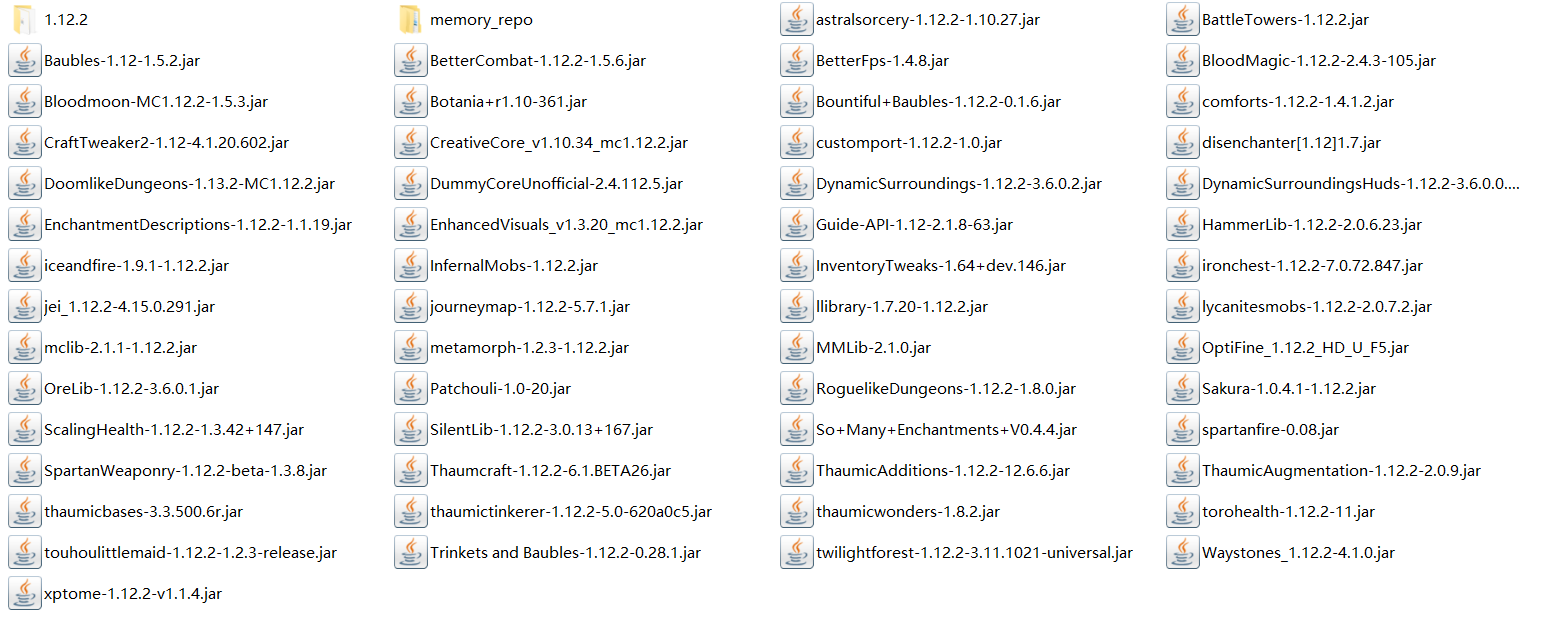 1.12.2
memory_repo
astralsorcery-1.12.2-1.10.27.jar
BattleTowers-1.12.2.jar
Baubles-1.12-1.5.2.jar
BetterCombat-1.12.2-1.5.6.jar
BetterFps-1.4.8.jar
BloodMagic-1.12.2-2.4.3-105.jar
Bloodmoon-MC1.12.2-1.5.3.jar
Botania+r1.10-361.jar
Bountiful+Baubles-1.12.2-0.1.6.jar
comforts-1.12.2-1.4.1.2.jar
CraftTweaker2-1.12-4.1.20.602.jar
CreativeCore_v1.10.34_mc1.12.2.jar
customport-1.12.2-1.0.jar
disenchanter[1.12]1.7.jar
DoomlikeDungeons-1.13.2-MC1.12.2.jar
DummyCoreUnofficial-2.4.112.5.jar
DynamicSurroundings-1.12.2-3.6.0.2.jar
DynamicSurroundingsHuds-1.12.2-3.6.0.0....
EnchantmentDescriptions-1.12.2-1.1.19.jar
EnhancedVisuals_v1.3.20_mc1.12.2.jar
Guide-API-1.12-2.1.8-63.jar
HammerLib-1.12.2-2.0.6.23.jar
iceandfire-1.9.1-1.12.2.jar
InfernalMobs-1.12.2.jar
InventoryTweaks-1.64+dev.146.jar
ironchest-1.12.2-7.0.72.847.jar
jei_1.12.2-4.15.0.291.jar
journeymap-1.12.2-5.7.1.jar
llibrary-1.7.20-1.12.2.jar
lycanitesmobs-1.12.2-2.0.7.2.jar
mclib-2.1.1-1.12.2.jar
metamorph-1.2.3-1.12.2.jar
MMLib-2.1.0.jar
OptiFine_1.12.2_HD_U_F5.jar
OreLib-1.12.2-3.6.0.1.jar
Patchouli-1.0-20.jar
RoguelikeDungeons-1.12.2-1.8.0.jar
Sakura-1.0.4.1-1.12.2.jar
ScalingHealth-1.12.2-1.3.42+147.jar
SilentLib-1.12.2-3.0.13+167.jar
So+Many+Enchantments+V0.4.4.jar
spartanfire-0.08.jar
SpartanWeaponry-1.12.2-beta-1.3.8.jar
Thaumcraft-1.12.2-6.1.BETA26.jar
ThaumicAdditions-1.12.2-12.6.6.jar
ThaumicAugmentation-1.12.2-2.0.9.jar
thaumicbases-3.3.500.6r.jar
thaumictinkerer-1.12.2-5.0-620a0c5.jar
thaumicwonders-1.8.2.jar
torohealth-1.12.2-11.jar
touhoulittlemaid-1.12.2-1.2.3-release.jar
Trinkets and Baubles-1.12.2-0.28.1.jar
twilightforest-1.12.2-3.11.1021-universal.jar
Waystones_1.12.2-4.1.0.jar
xptome-1.12.2-v1.1.4.jar